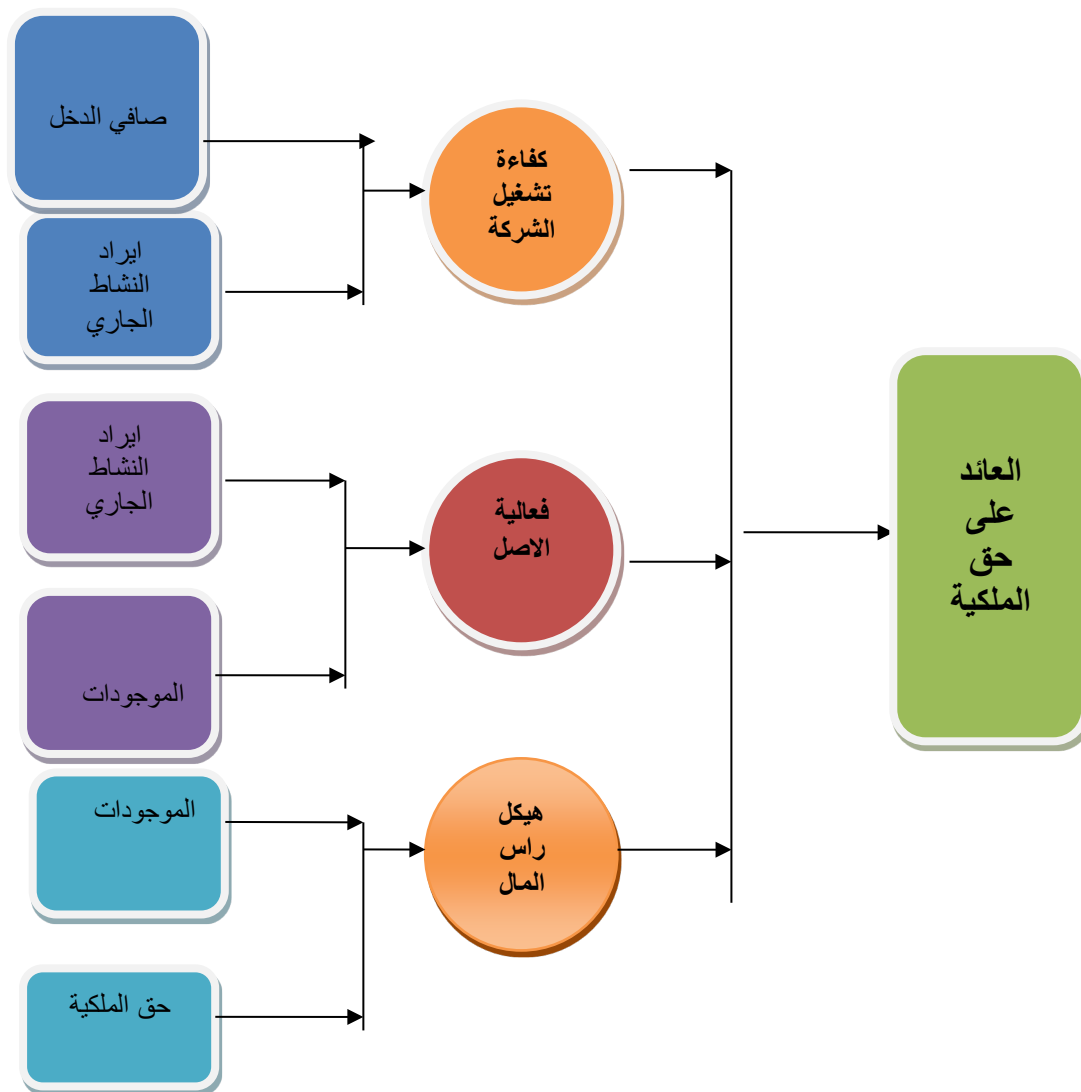 صافي الدخل
ايراد
النشاط
الجاري
كفاءة
تشغيل
الشركة
ايراد
النشاط
الجاري
الموجودات
فعالية
الاصل
الموجودات
حق الملكية
هيكل
راس
المال
العائد
على
حق
الملكية